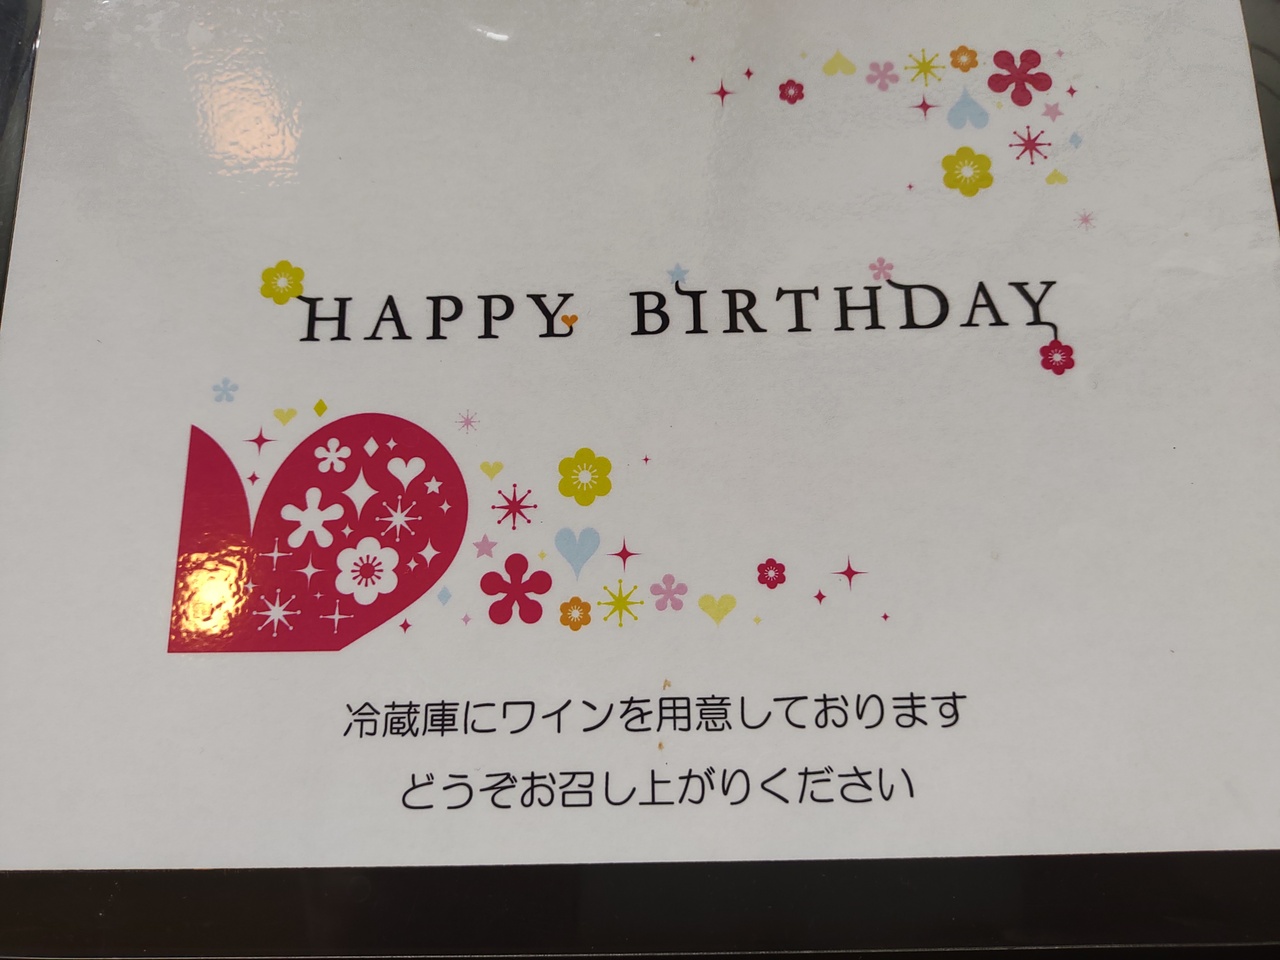 HAPPY BIRTHDAY
冷蔵庫にワインを用意しております
どうぞお召し上がりください